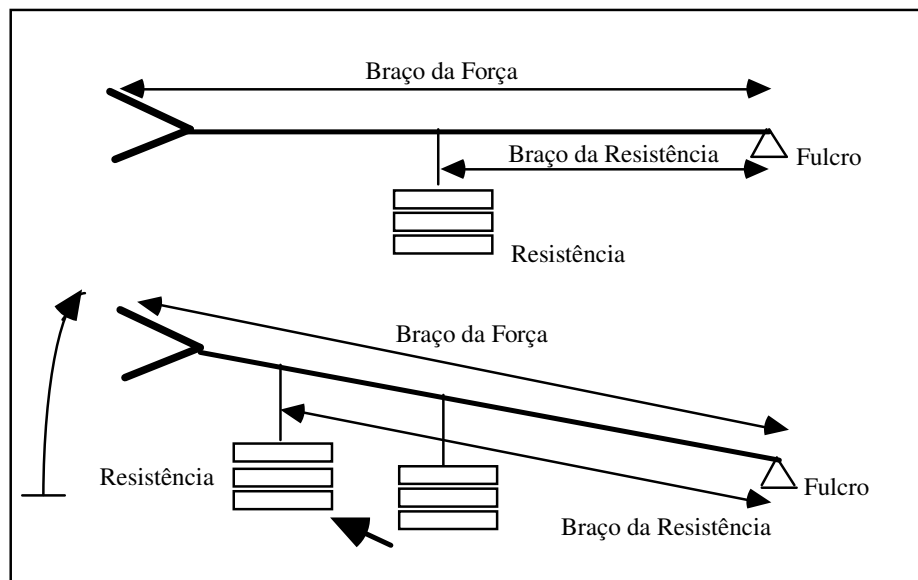 Braço da Força
Braço da Resistência
Fulcro
Resistência
Braço da Força
Resistência
Fulcro
Braço da Resistência